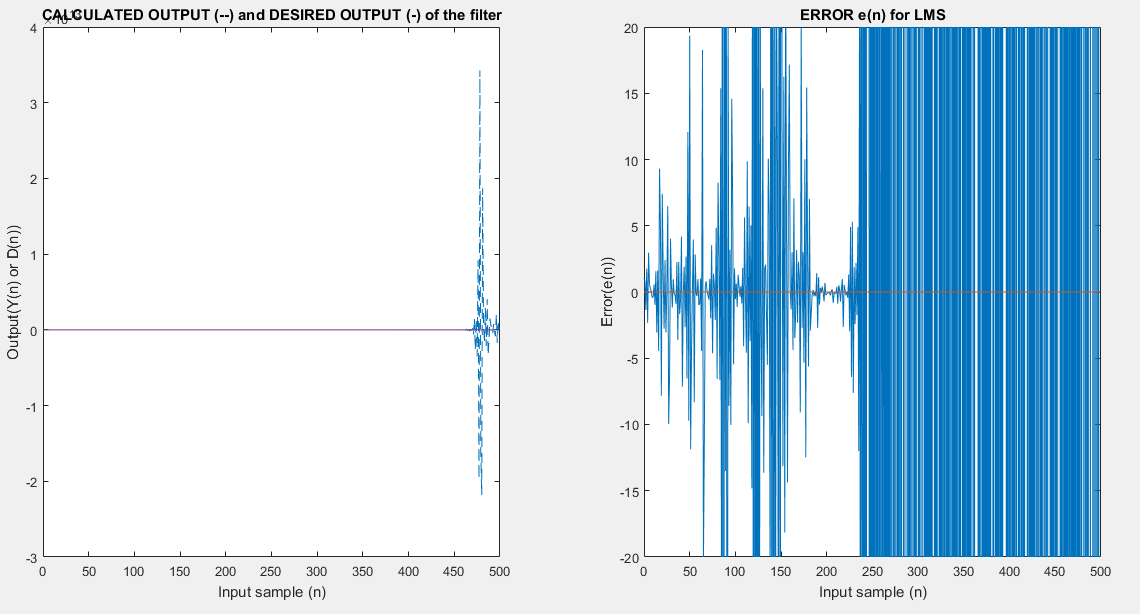 CALCULATED OUTPUT (--) and DESIRED OUTPUT (-) of the filter
4
3
2
1
0
-1
-2
-3
Output(Y(n) or D(n))
0 50 100 150 200 250 300 350 400 450 500
Input sample (n)
ERROR e(n) for LMS
20
15
10
5
0
-5
-10
-15
-20
Error(e(n))
0 50 100 150 200 250 300 350 400 450 500
Input sample (n)